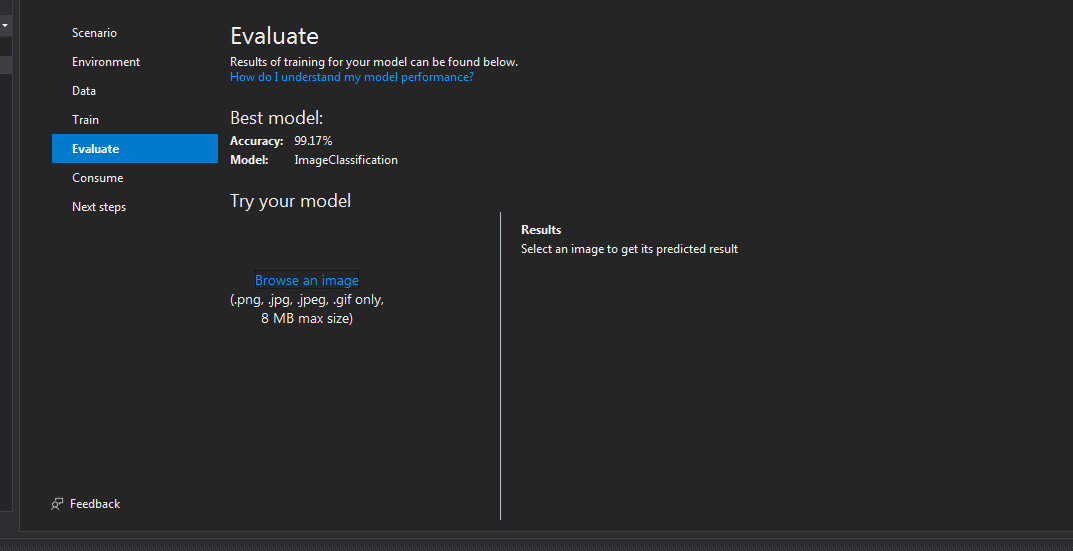 Scenario
Environment
Data
Train
Evaluate
Consume
Next steps
Feedback
Evaluate
Results of training for your model can be found below.
How do I understand my model performance?
Best model:
Accuracy: 99.17%
Model: ImageClassification
Try your model
Browse an image
(.png, .jpg, .jpeg, .gif only,
8 MB max size)
Results
Select an image to get its predicted result